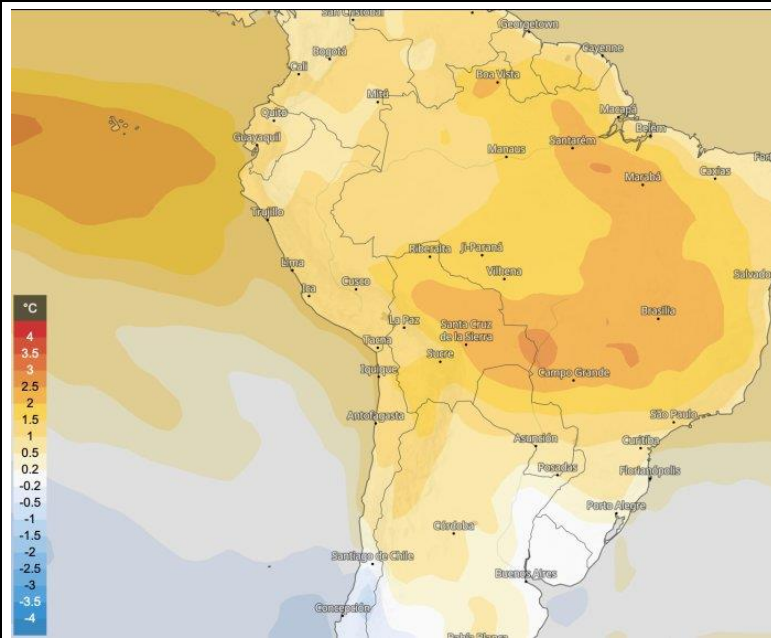 San Cristóbal
Georgetown
Bogotá
Cayenne
Cali
Boa Vista
Mitú
Quito
Macapá
Guayaquil
Belém
Santarém
Manaus
Marabá
Caxias
Trujillo
Riberalta
Ji-Paraná
Lima
Vilhena
Salvador
Ica
Cusco
°C
4
3.5
3
2.5
2
1.5
1
0.5
0.2
-0.2
-0.5
-1
-1.5
-2
-2.5
-3
-3.5
-4
La Paz
Santa Cruz
de la Sierra
Brasília
Tacna
Sucre
Iquique
Campo Grande
Antofagasta
São Paulo
Asunción
Curitiba
Posadas
Florianópolis
Porto Alegre
Córdoba
Santiago de Chile
Buenos Aires
Concepción
Bahía Blanca